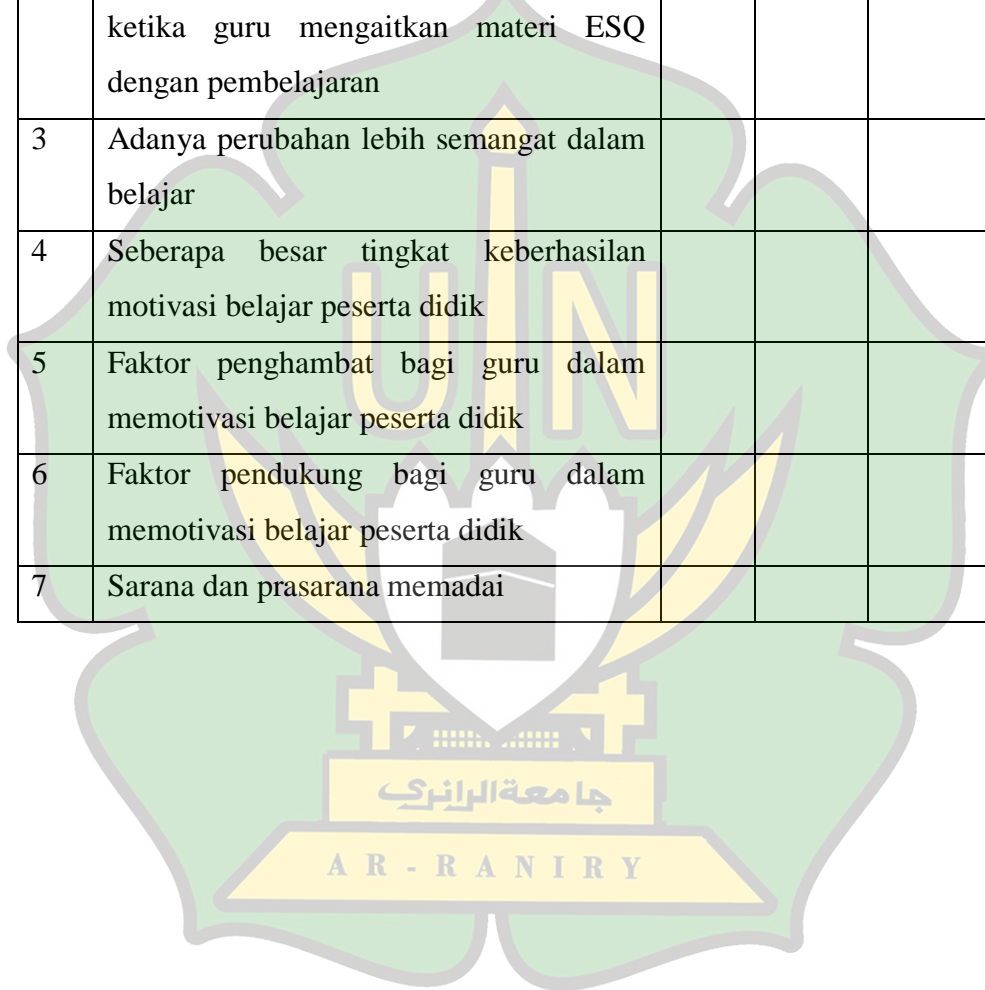 ketika guru mengaitkan materi ESQ
dengan pembelajaran
3 Adanya perubahan lebih semangat dalam
belajar
4 Seberapa besar tingkat keberhasilan
motivasi belajar peserta didik
5 Faktor penghambat bagi guru dalam
memotivasi belajar peserta didik
6 Faktor pendukung bagi guru dalam
memotivasi belajar peserta didik
7 Sarana dan prasarana memadai
UIN
جامعة الرانري
AR-RANIRY